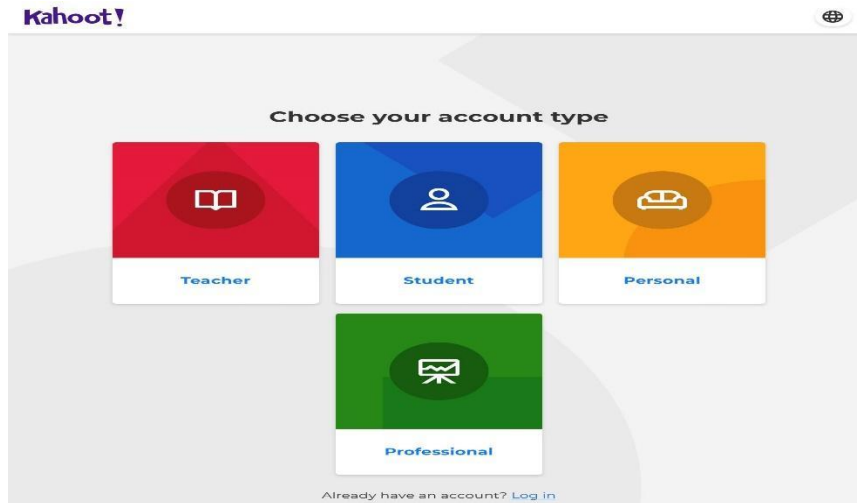 Kahoot!
Choose your account type
Teacher
Student
Personal
Professional
Already have an account? Log in